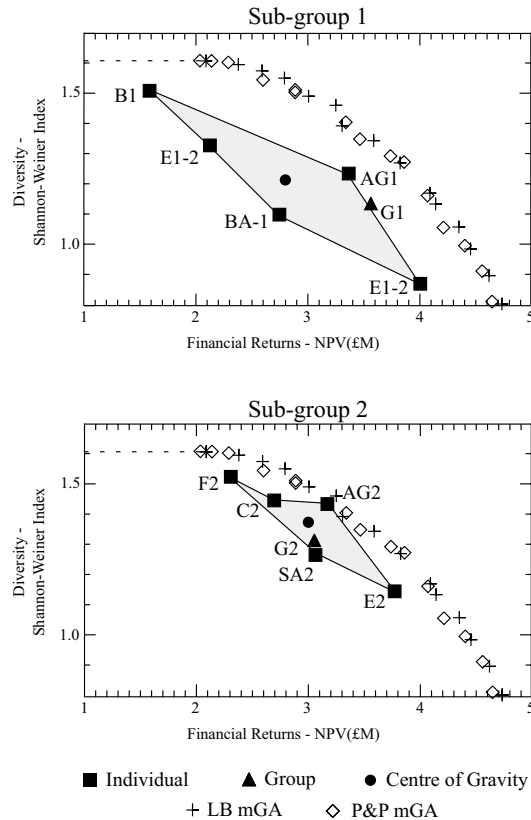 Sub-group 1
Diversity -
Shannon-Weiner Index
1.5
1.0
B1
E1-2
BA-1
AG1
G1
E1-2
1 2 3 4 5
Financial Returns - NPV(£M)
Sub-group 2
Diversity -
Shannon-Weiner Index
1.5
1.0
F2
C2
AG2
G2
SA2
E2
1 2 3 4 5
Financial Returns - NPV(£M)
Individual Group Centre of Gravity
LB mGA P&P mGA